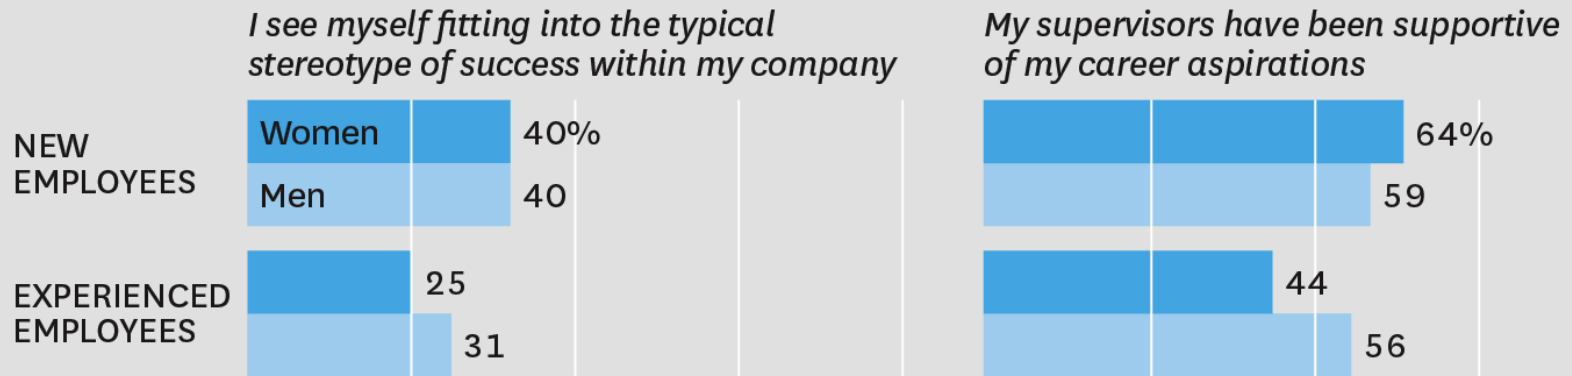 I see myself fitting into the typical
stereotype of success within my company
My supervisors have been supportive
of my career aspirations
NEW
EMPLOYEES
Women
40%
64%
Men
40
59
EXPERIENCED
EMPLOYEES
25
44
31
56